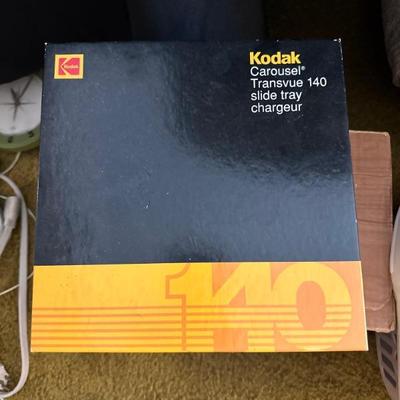 Kodak
Kodak
Carousel®
Transvue 140
slide tray
chargeur
140